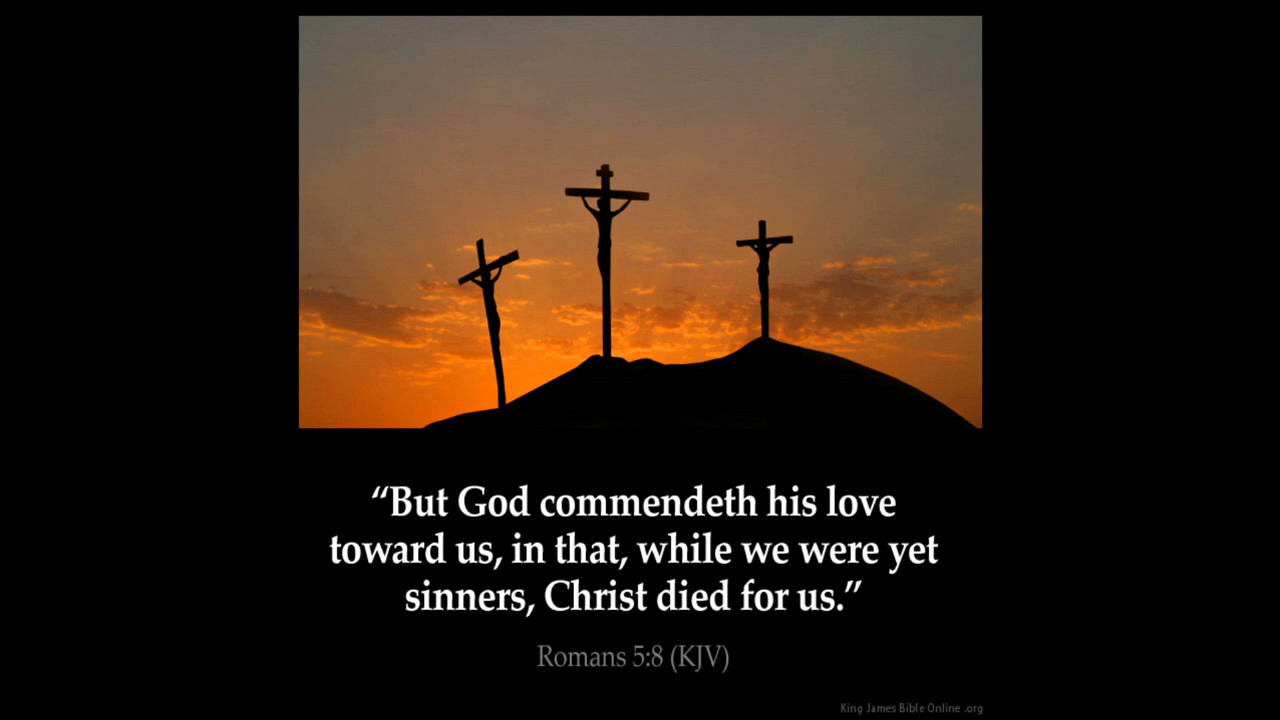 “But God commendeth his love
toward us, in that, while we were yet
sinners, Christ died for us.”
Romans 5:8 (KJV)
King James Bible Online .org